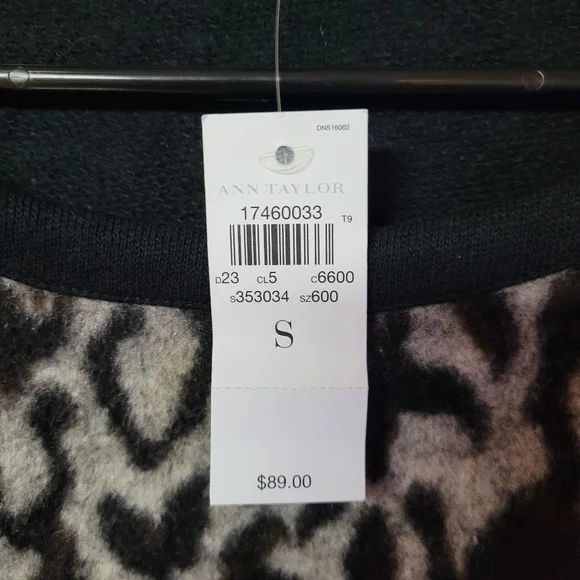 DNS16002
ANN TAYLOR
17460033 T9
D23 CL5 C6600
S353034 SZ600
S
$89.00